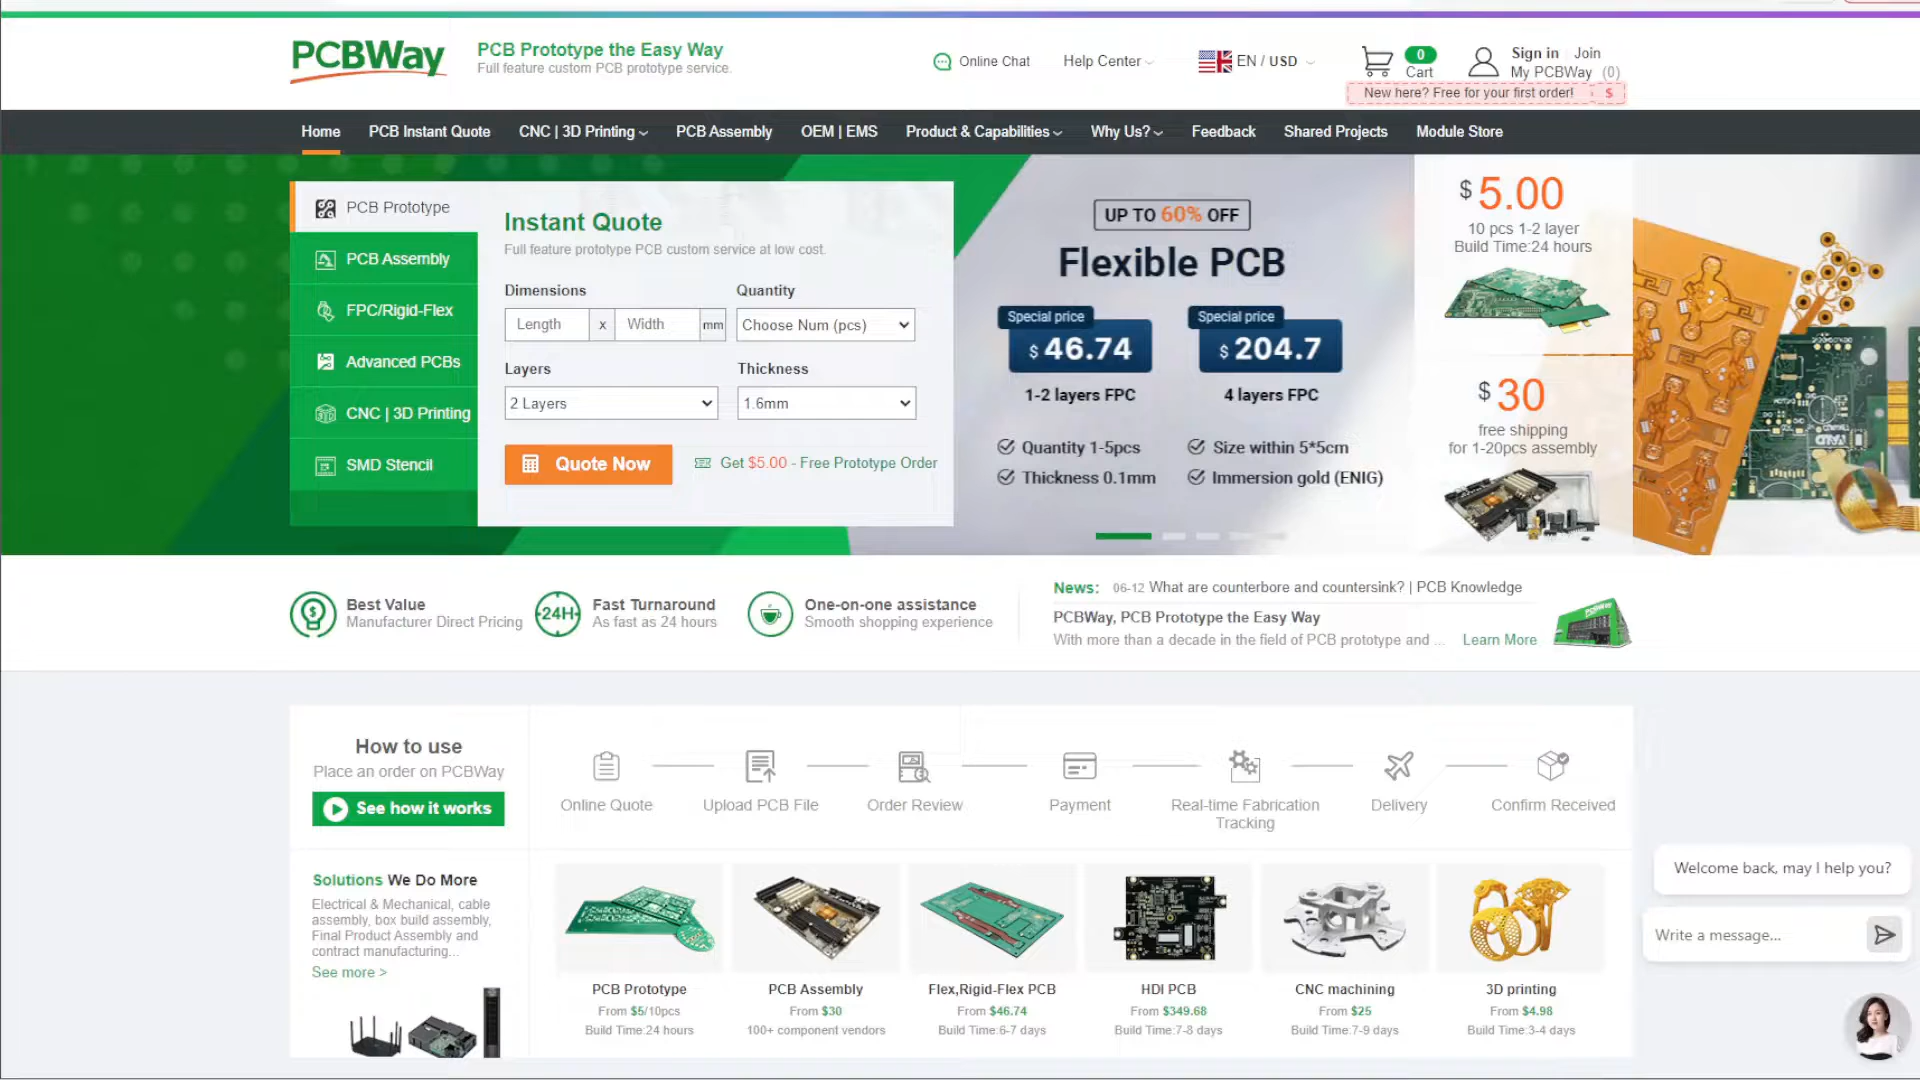 PCBWay
PCB Prototype the Easy Way
Full feature custom PCB prototype service.
Online Chat
Help Center
EN / USD
0
Cart
Sign in Join
My PCBWay (0)
New here? Free for your first order! $
Home
PCB Instant Quote
CNC | 3D Printing
PCB Assembly
OEM | EMS
Product & Capabilities
Why Us?
Feedback
Shared Projects
Module Store
PCB Prototype
PCB Assembly
FPC/Rigid-Flex
Advanced PCBs
CNC | 3D Printing
SMD Stencil
Instant Quote
Full feature prototype PCB custom service at low cost.
Dimensions
Quantity
Length x Width mm
Choose Num (pcs)
Layers
Thickness
2 Layers
1.6mm
Quote Now
Get $5.00 - Free Prototype Order
UP TO 60% OFF
Flexible PCB
Special price
$ 46.74
1-2 layers FPC
Special price
$ 204.7
4 layers FPC
Quantity 1-5pcs
Size within 5*5cm
Thickness 0.1mm
Immersion gold (ENIG)
$ 5.00
10 pcs 1-2 layer
Build Time:24 hours
$ 30
free shipping
for 1-20pcs assembly
Best Value
Manufacturer Direct Pricing
24H
Fast Turnaround
As fast as 24 hours
One-on-one assistance
Smooth shopping experience
News: 06-12 What are counterbore and countersink? | PCB Knowledge
PCBWay, PCB Prototype the Easy Way
With more than a decade in the field of PCB prototype and ... Learn More
PCBWay
How to use
Place an order on PCBWay
See how it works
Online Quote
Upload PCB File
Order Review
Payment
Real-time Fabrication
Tracking
Delivery
Confirm Received
Solutions We Do More
Electrical & Mechanical, cable
assembly, box build assembly,
Final Product Assembly and
contract manufacturing...
See more >
PCB Prototype
From $5/10pcs
Build Time:24 hours
PCB Assembly
From $30
100+ component vendors
Flex,Rigid-Flex PCB
From $46.74
Build Time:6-7 days
HDI PCB
From $349.68
Build Time:7-8 days
CNC machining
From $25
Build Time:7-9 days
3D printing
From $4.98
Build Time:3-4 days
Welcome back, may I help you?
Write a message...